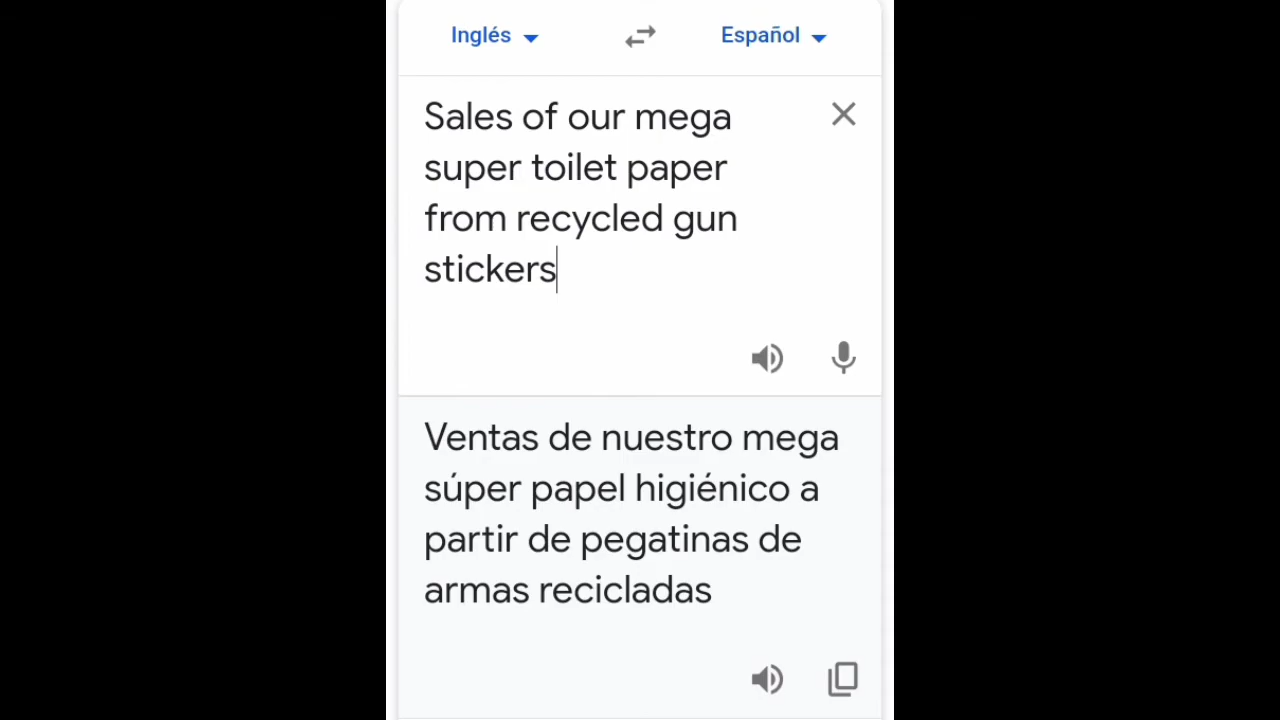 Inglés Español
Sales of our mega
super toilet paper
from recycled gun
stickers
Ventas de nuestro mega
súper papel higiénico a
partir de pegatinas de
armas recicladas